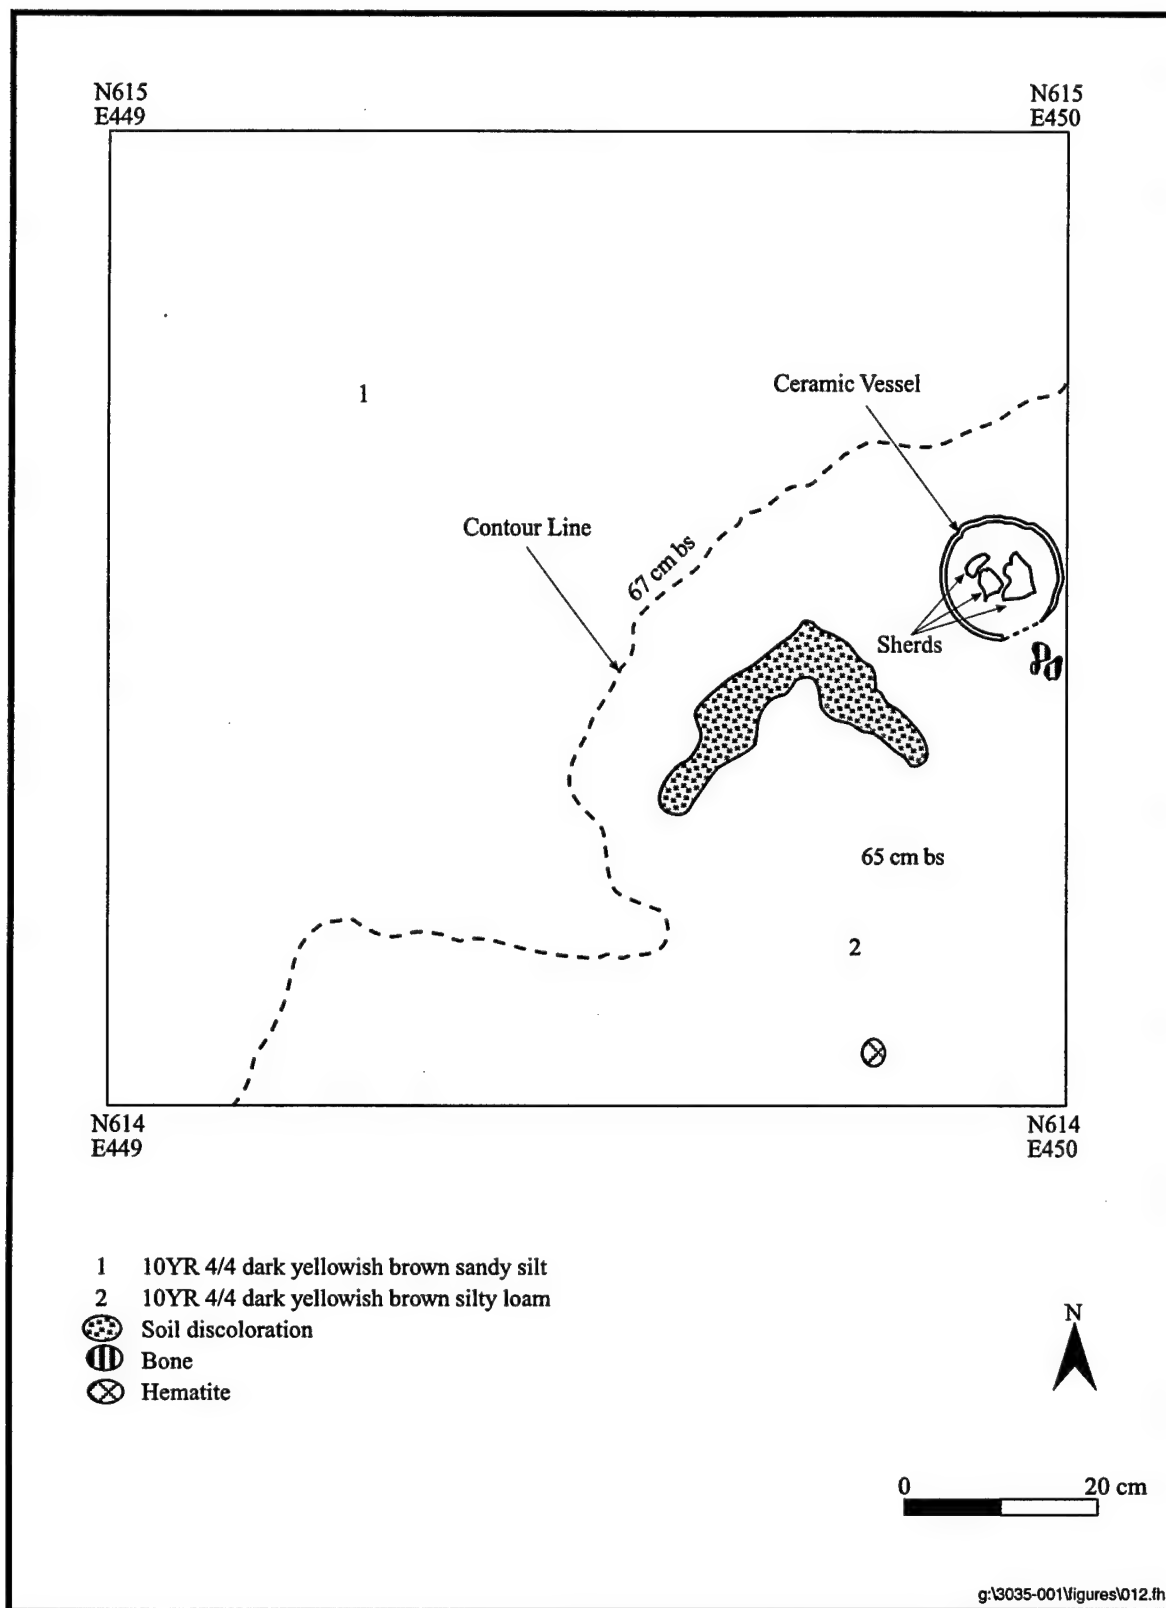 N615
E449
N615
E450
1
Ceramic Vessel
Contour Line
67 cm bs
Sherds
65 cm bs
2
N614
E449
N614
E450
1 10YR 4/4 dark yellowish brown sandy silt
2 10YR 4/4 dark yellowish brown silty loam
Soil discoloration
Bone
Hematite
N
0 20 cm
g:\3035-001\figures\012.fh